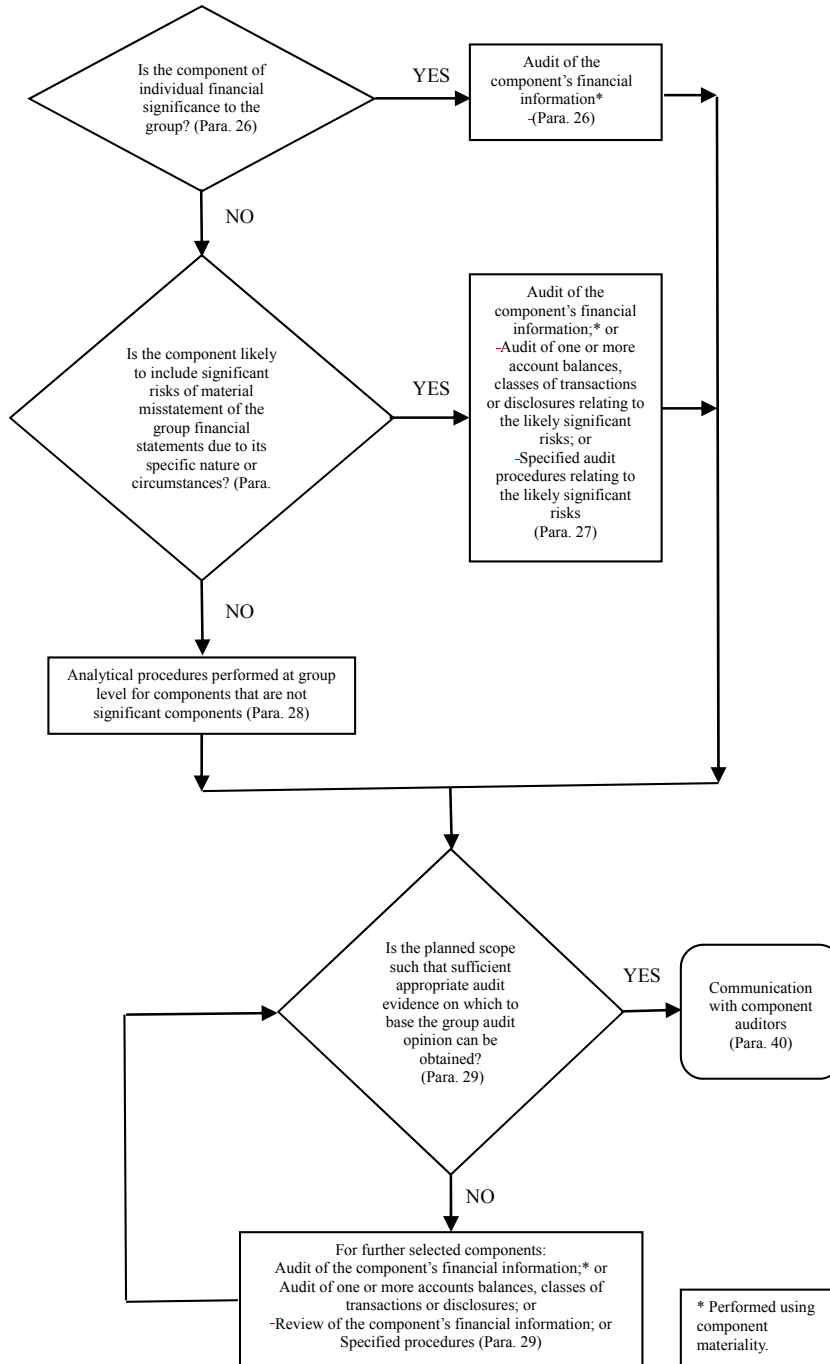 Is the component of
individual financial
significance to the
group? (Para. 26)
YES
Audit of the
component’s financial
information*
-(Para. 26)
NO
Is the component likely
to include significant
risks of material
misstatement of the
group financial
statements due to its
specific nature or
circumstances? (Para.
YES
Audit of the
component’s financial
information;* or
-Audit of one or more
account balances,
classes of transactions
or disclosures relating to
the likely significant
risks; or
-Specified audit
procedures relating to
the likely significant
risks
(Para. 27)
NO
Analytical procedures performed at group
level for components that are not
significant components (Para. 28)
Is the planned scope
such that sufficient
appropriate audit
evidence on which to
base the group audit
opinion can be
obtained?
(Para. 29)
YES
Communication
with component
auditors
(Para. 40)
NO
For further selected components:
Audit of the component’s financial information;* or
Audit of one or more accounts balances, classes of
transactions or disclosures; or
-Review of the component’s financial information; or
Specified procedures (Para. 29)
* Performed using
component
materiality.